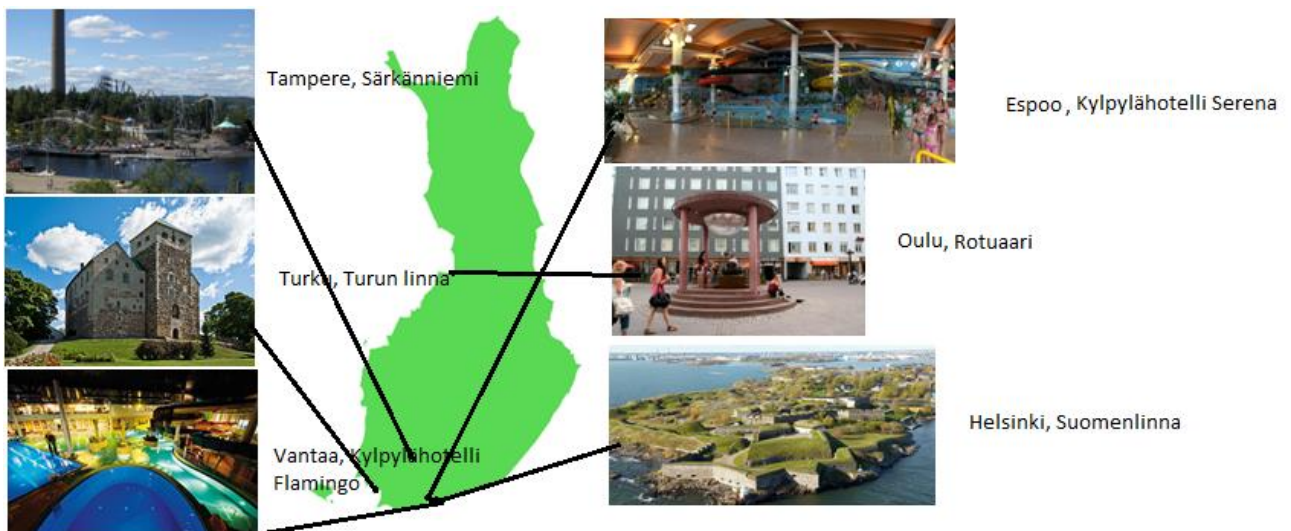 Tampere, Särkänniemi
Espoo, Kylpylähotelli Serena
Turku, Turun linna
Oulu, Rotuaari
Vantaa, Kylpylähotelli
Flamingo
Helsinki, Suomenlinna